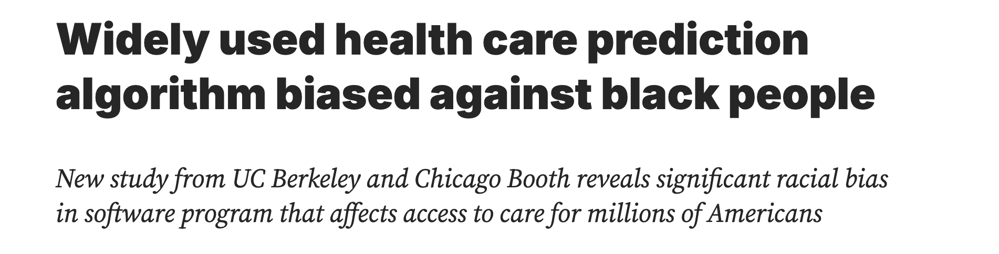 Widely used health care prediction
algorithm biased against black people
New study from UC Berkeley and Chicago Booth reveals significant racial bias
in software program that affects access to care for millions of Americans